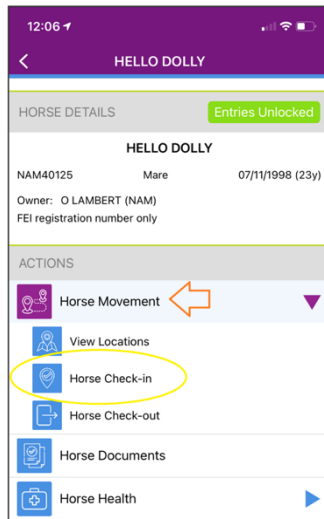 12:06
HELLO DOLLY
HORSE DETAILS
Entries Unlocked
HELLO DOLLY
NAM40125 Mare 07/11/1998 (23y)
Owner: O LAMBERT (NAM)
FEI registration number only
ACTIONS
Horse Movement
View Locations
Horse Check-in
Horse Check-out
Horse Documents
Horse Health